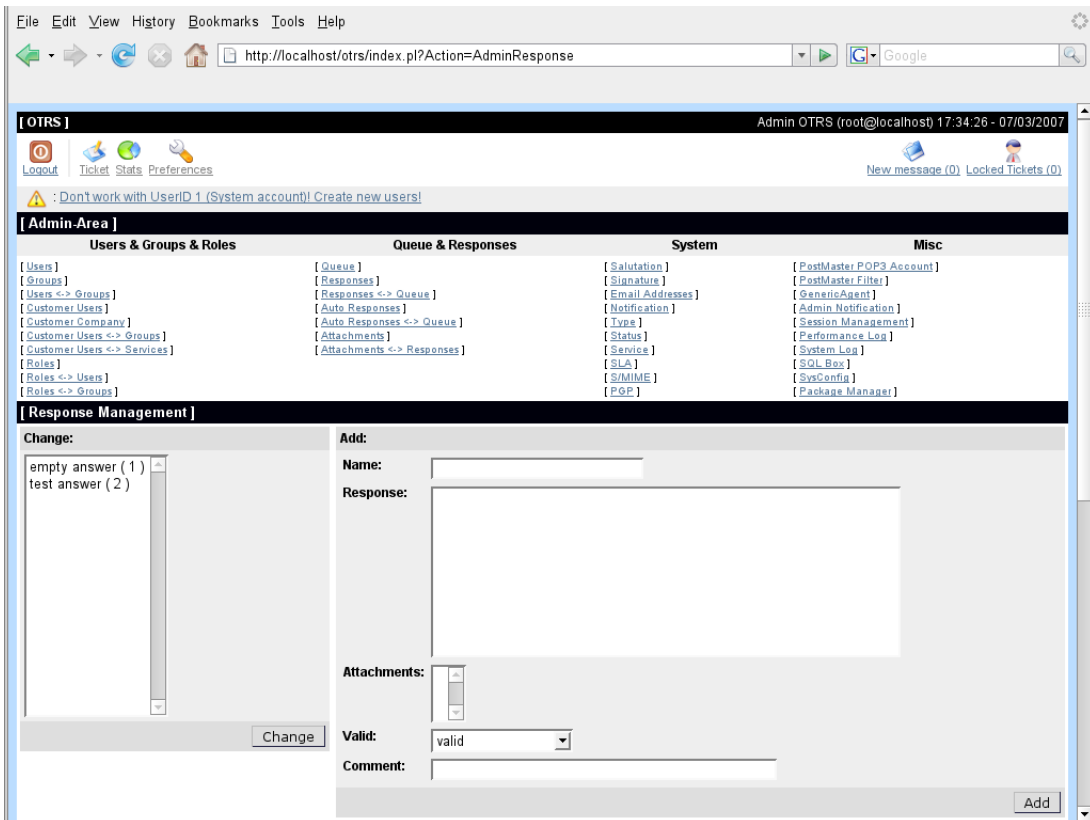 File Edit View History Bookmarks Tools Help
http://localhost/otrs/index.pl?Action=AdminResponse
G Google
[ OTRS ]
Admin OTRS (root@localhost) 17:34:26 - 07/03/2007
Logout Ticket Stats Preferences
New message (0) Locked Tickets (0)
: Don't work with UserID 1 (System account)! Create new users!
[ Admin-Area ]
Users & Groups & Roles Queue & Responses System Misc
[ Users ] [ Queue ] [ Salutation ] [ PostMaster POP3 Account ]
[ Groups ] [ Responses ] [ Signature ] [ PostMaster Filter ]
[ Users <-> Groups ] [ Responses <-> Queue ] [ Email Addresses ] [ GenericAgent ]
[ Customer Users ] [ Auto Responses ] [ Notification ] [ Admin Notification ]
[ Customer Company ] [ Auto Responses <-> Queue ] [ Type ] [ Session Management ]
[ Customer Users <-> Groups ] [ Attachments ] [ Status ] [ Performance Log ]
[ Customer Users <-> Services ] [ Attachments <-> Responses ] [ Service ] [ System Log ]
[ Roles ] [ SLA ] [ SQL Box ]
[ Roles <-> Users ] [ S/MIME ] [ SysConfig ]
[ Roles <-> Groups ] [ PGP ] [ Package Manager ]
[ Response Management ]
Change:
empty answer ( 1 )
test answer ( 2 )
Change
Add:
Name:
Response:
Attachments:
Valid: valid
Comment:
Add